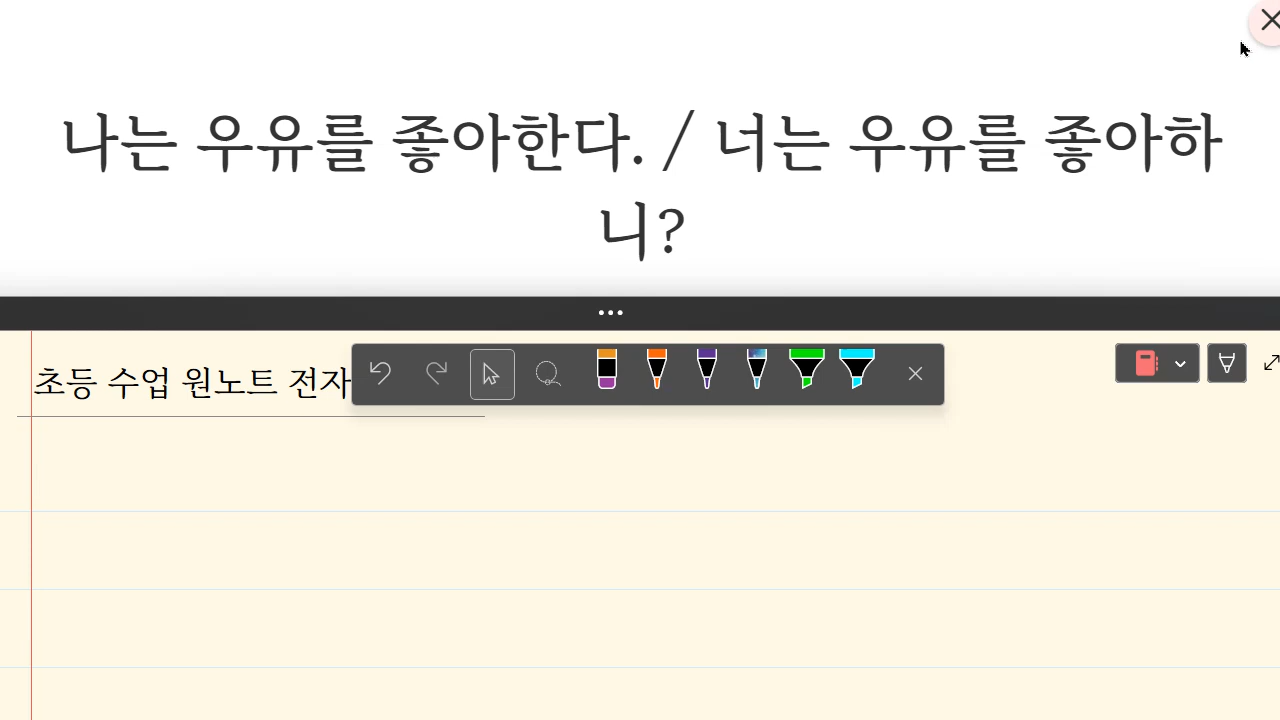 나는 우유를 좋아한다. / 너는 우유를 좋아하
니?
초등 수업 원노트 전자